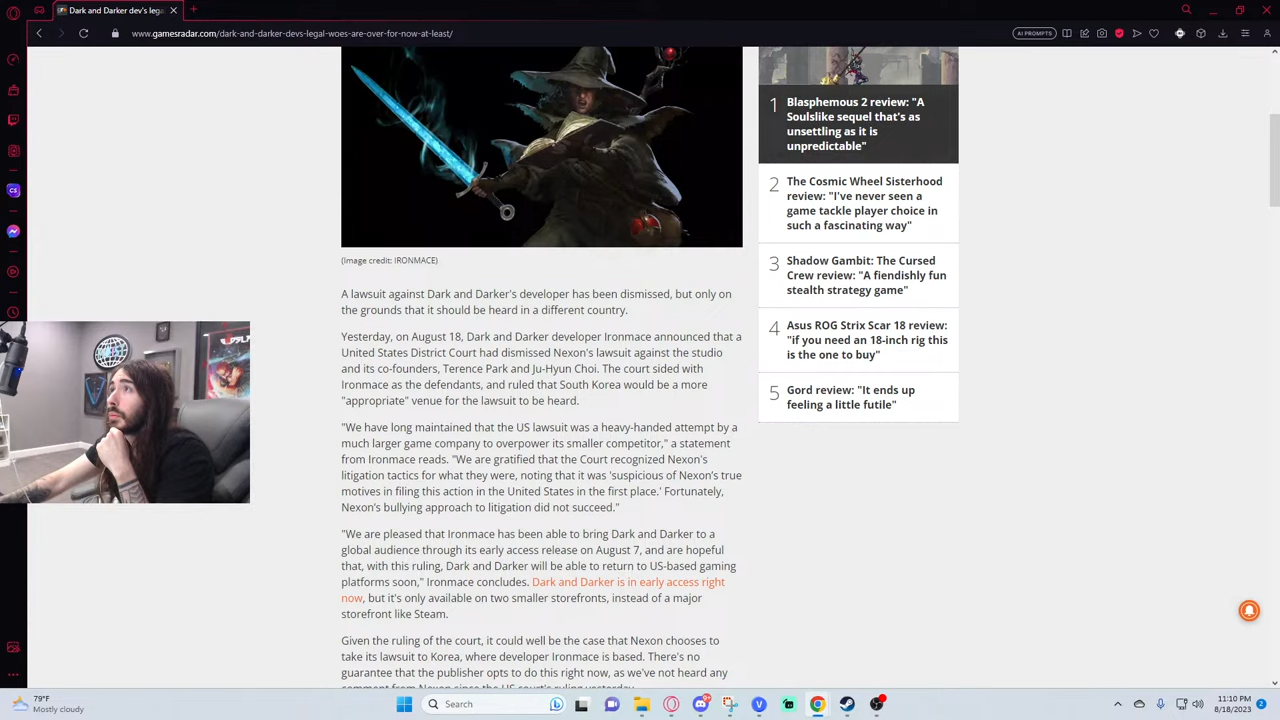 Dark and Darker dev's lega
www.gamesradar.com/dark-and-darker-devs-legal-woes-are-over-for-now-at-least/
AI PROMPTS
(Image credit: IRONMACE)
A lawsuit against Dark and Darker's developer has been dismissed, but only on
the grounds that it should be heard in a different country.
Yesterday, on August 18, Dark and Darker developer Ironmace announced that a
United States District Court had dismissed Nexon's lawsuit against the studio
and its co-founders, Terence Park and Ju-Hyun Choi. The court sided with
Ironmace as the defendants, and ruled that South Korea would be a more
"appropriate" venue for the lawsuit to be heard.
"We have long maintained that the US lawsuit was a heavy-handed attempt by a
much larger game company to overpower its smaller competitor," a statement
from Ironmace reads. "We are gratified that the Court recognized Nexon's
litigation tactics for what they were, noting that it was 'suspicious of Nexon's true
motives in filing this action in the United States in the first place.' Fortunately,
Nexon's bullying approach to litigation did not succeed."
"We are pleased that Ironmace has been able to bring Dark and Darker to a
global audience through its early access release on August 7, and are hopeful
that, with this ruling, Dark and Darker will be able to return to US-based gaming
platforms soon," Ironmace concludes. Dark and Darker is in early access right
now, but it's only available on two smaller storefronts, instead of a major
storefront like Steam.
Given the ruling of the court, it could well be the case that Nexon chooses to
take its lawsuit to Korea, where developer Ironmace is based. There's no
guarantee that the publisher opts to do this right now, as we've not heard any
comment from Nexon since the US court's ruling yesterday.
1
Blasphemous 2 review: "A
Soulslike sequel that's as
unsettling as it is
unpredictable"
2
The Cosmic Wheel Sisterhood
review: "I've never seen a
game tackle player choice in
such a fascinating way"
3
Shadow Gambit: The Cursed
Crew review: "A fiendishly fun
stealth strategy game"
4
Asus ROG Strix Scar 18 review:
"if you need an 18-inch rig this
is the one to buy"
5
Gord review: "It ends up
feeling a little futile"
79°F
Mostly cloudy
Search
11:10 PM
8/18/2023